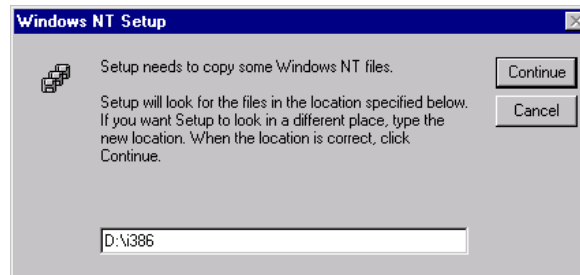 Windows NT Setup
Setup needs to copy some Windows NT files.
Continue
Setup will look for the files in the location specified below.
If you want Setup to look in a different place, type the
new location. When the location is correct, click
Continue.
Cancel
D:\i386